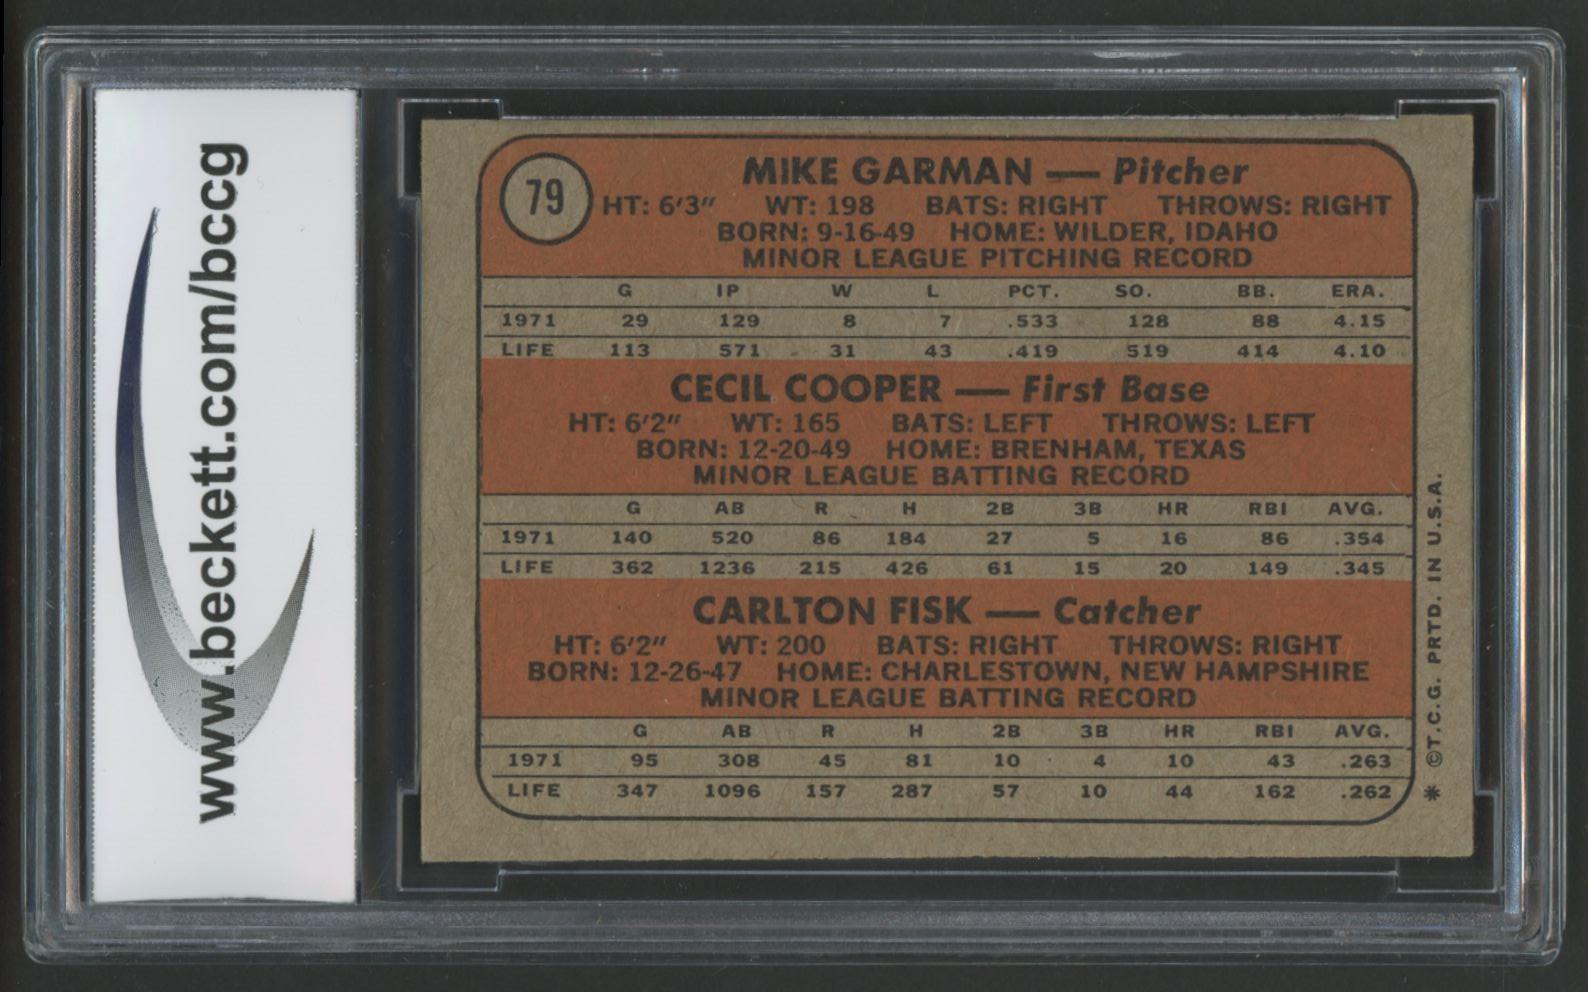 www.beckett.com/bccg
79
MIKE GARMAN — Pitcher
HT: 6'3" WT: 198 BATS: RIGHT THROWS: RIGHT
BORN: 9-16-49 HOME: WILDER, IDAHO
MINOR LEAGUE PITCHING RECORD
G IP W L PCT. SO. BB. ERA.
1971 29 129 8 7 .533 128 88 4.15
LIFE 113 571 31 43 .419 519 414 4.10
CECIL COOPER — First Base
HT: 6'2" WT: 165 BATS: LEFT THROWS: LEFT
BORN: 12-20-49 HOME: BRENHAM, TEXAS
MINOR LEAGUE BATTING RECORD
G AB R H 2B 3B HR RBI AVG.
1971 140 520 86 184 27 5 16 86 .354
LIFE 362 1236 215 426 61 15 20 149 .345
CARLTON FISK — Catcher
HT: 6'2" WT: 200 BATS: RIGHT THROWS: RIGHT
BORN: 12-26-47 HOME: CHARLESTOWN, NEW HAMPSHIRE
MINOR LEAGUE BATTING RECORD
G AB R H 2B 3B HR RBI AVG.
1971 95 308 45 81 10 4 10 43 .263
LIFE 347 1096 157 287 57 10 44 162 .262
* ©T.C.G. PRTD. IN U.S.A.